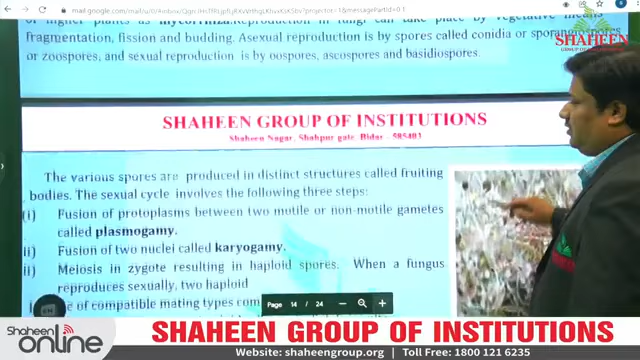 mail.google.com/mail/u/0/#inbox/
of higher plants as mycorrhiza. Reproduction in fungi can take place by vegetative means
fragmentation, fission and budding. Asexual reproduction is by spores called conidia or sporangiospores
or zoospores, and sexual reproduction is by oospores, ascospores and basidiospores.
SHAHEEN
SHAHEEN GROUP OF INSTITUTIONS
Shaheen Nagar, Shahpur gate Bidar - 585403
The various spores are produced in distinct structures called fruiting
bodies. The sexual cycle involves the following three steps:
(i) Fusion of protoplasms between two motile or non-motile gametes
called plasmogamy.
ii) Fusion of two nuclei called karyogamy.
ii) Meiosis in zygote resulting in haploid spores. When a fungus
reproduces sexually, two haploid
of compatible mating types
Page 14 / 24
Shaheen
online
SHAHEEN GROUP OF INSTITUTIONS
Website: shaheengroup.org | Toll Free: 1800 121 6235